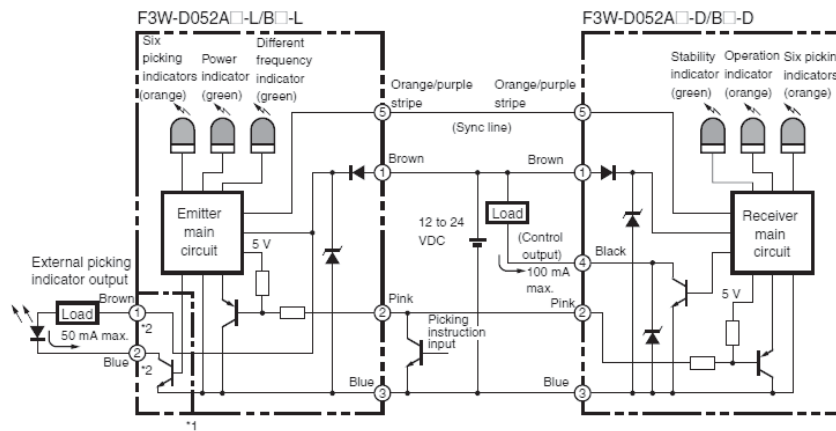 F3W-D052A□-L/B□-L
Six
picking
indicators
(orange)
Power
indicator
(green)
Different
frequency
indicator
(green)
Emitter
main
circuit
5 V
External picking
indicator output
Load
50 mA max.
Brown
1
*2
Blue
2
*2
*1
Orange/purple
stripe
5
Brown
1
Pink
2
Blue
3
(Sync line)
12 to 24
VDC
Load
(Control
output)
100 mA
max.
Picking
instruction
input
F3W-D052A□-D/B□-D
Stability
indicator
(green)
Operation
indicator
(orange)
Six picking
indicators
(orange)
Orange/purple
stripe
5
Brown
1
Black
4
Pink
2
Blue
3
Receiver
main
circuit
5 V